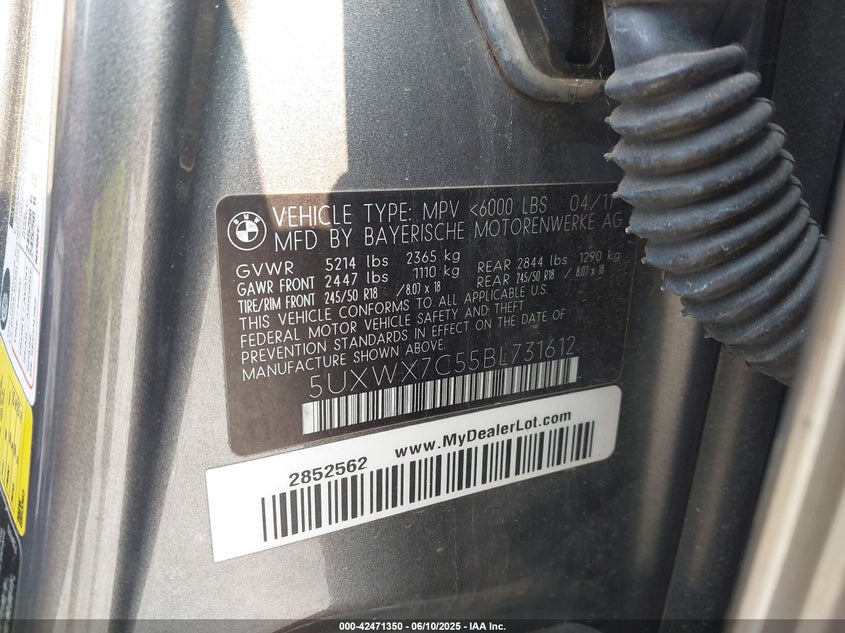 BMW
VEHICLE TYPE: MPV <6000 LBS 04/11
MFD BY BAYERISCHE MOTORENWERKE AG
GVWR 5214 lbs 2365 kg
GAWR FRONT 2447 lbs 1110 kg REAR 2844 lbs 1290 kg
TIRE/RIM FRONT 245/50 R18 / 8.0J x 18 REAR 245/50 R18 / 8.0J x 18
THIS VEHICLE CONFORMS TO ALL APPLICABLE U.S.
FEDERAL MOTOR VEHICLE SAFETY AND THEFT
PREVENTION STANDARDS IN EFFECT ON THE DATE OF
MANUFACTURE SHOWN ABOVE.
5UXWX7C55BL731612
www.MyDealerLot.com
2852562
000-42471350 | 06/10/2025 - IAA Inc.